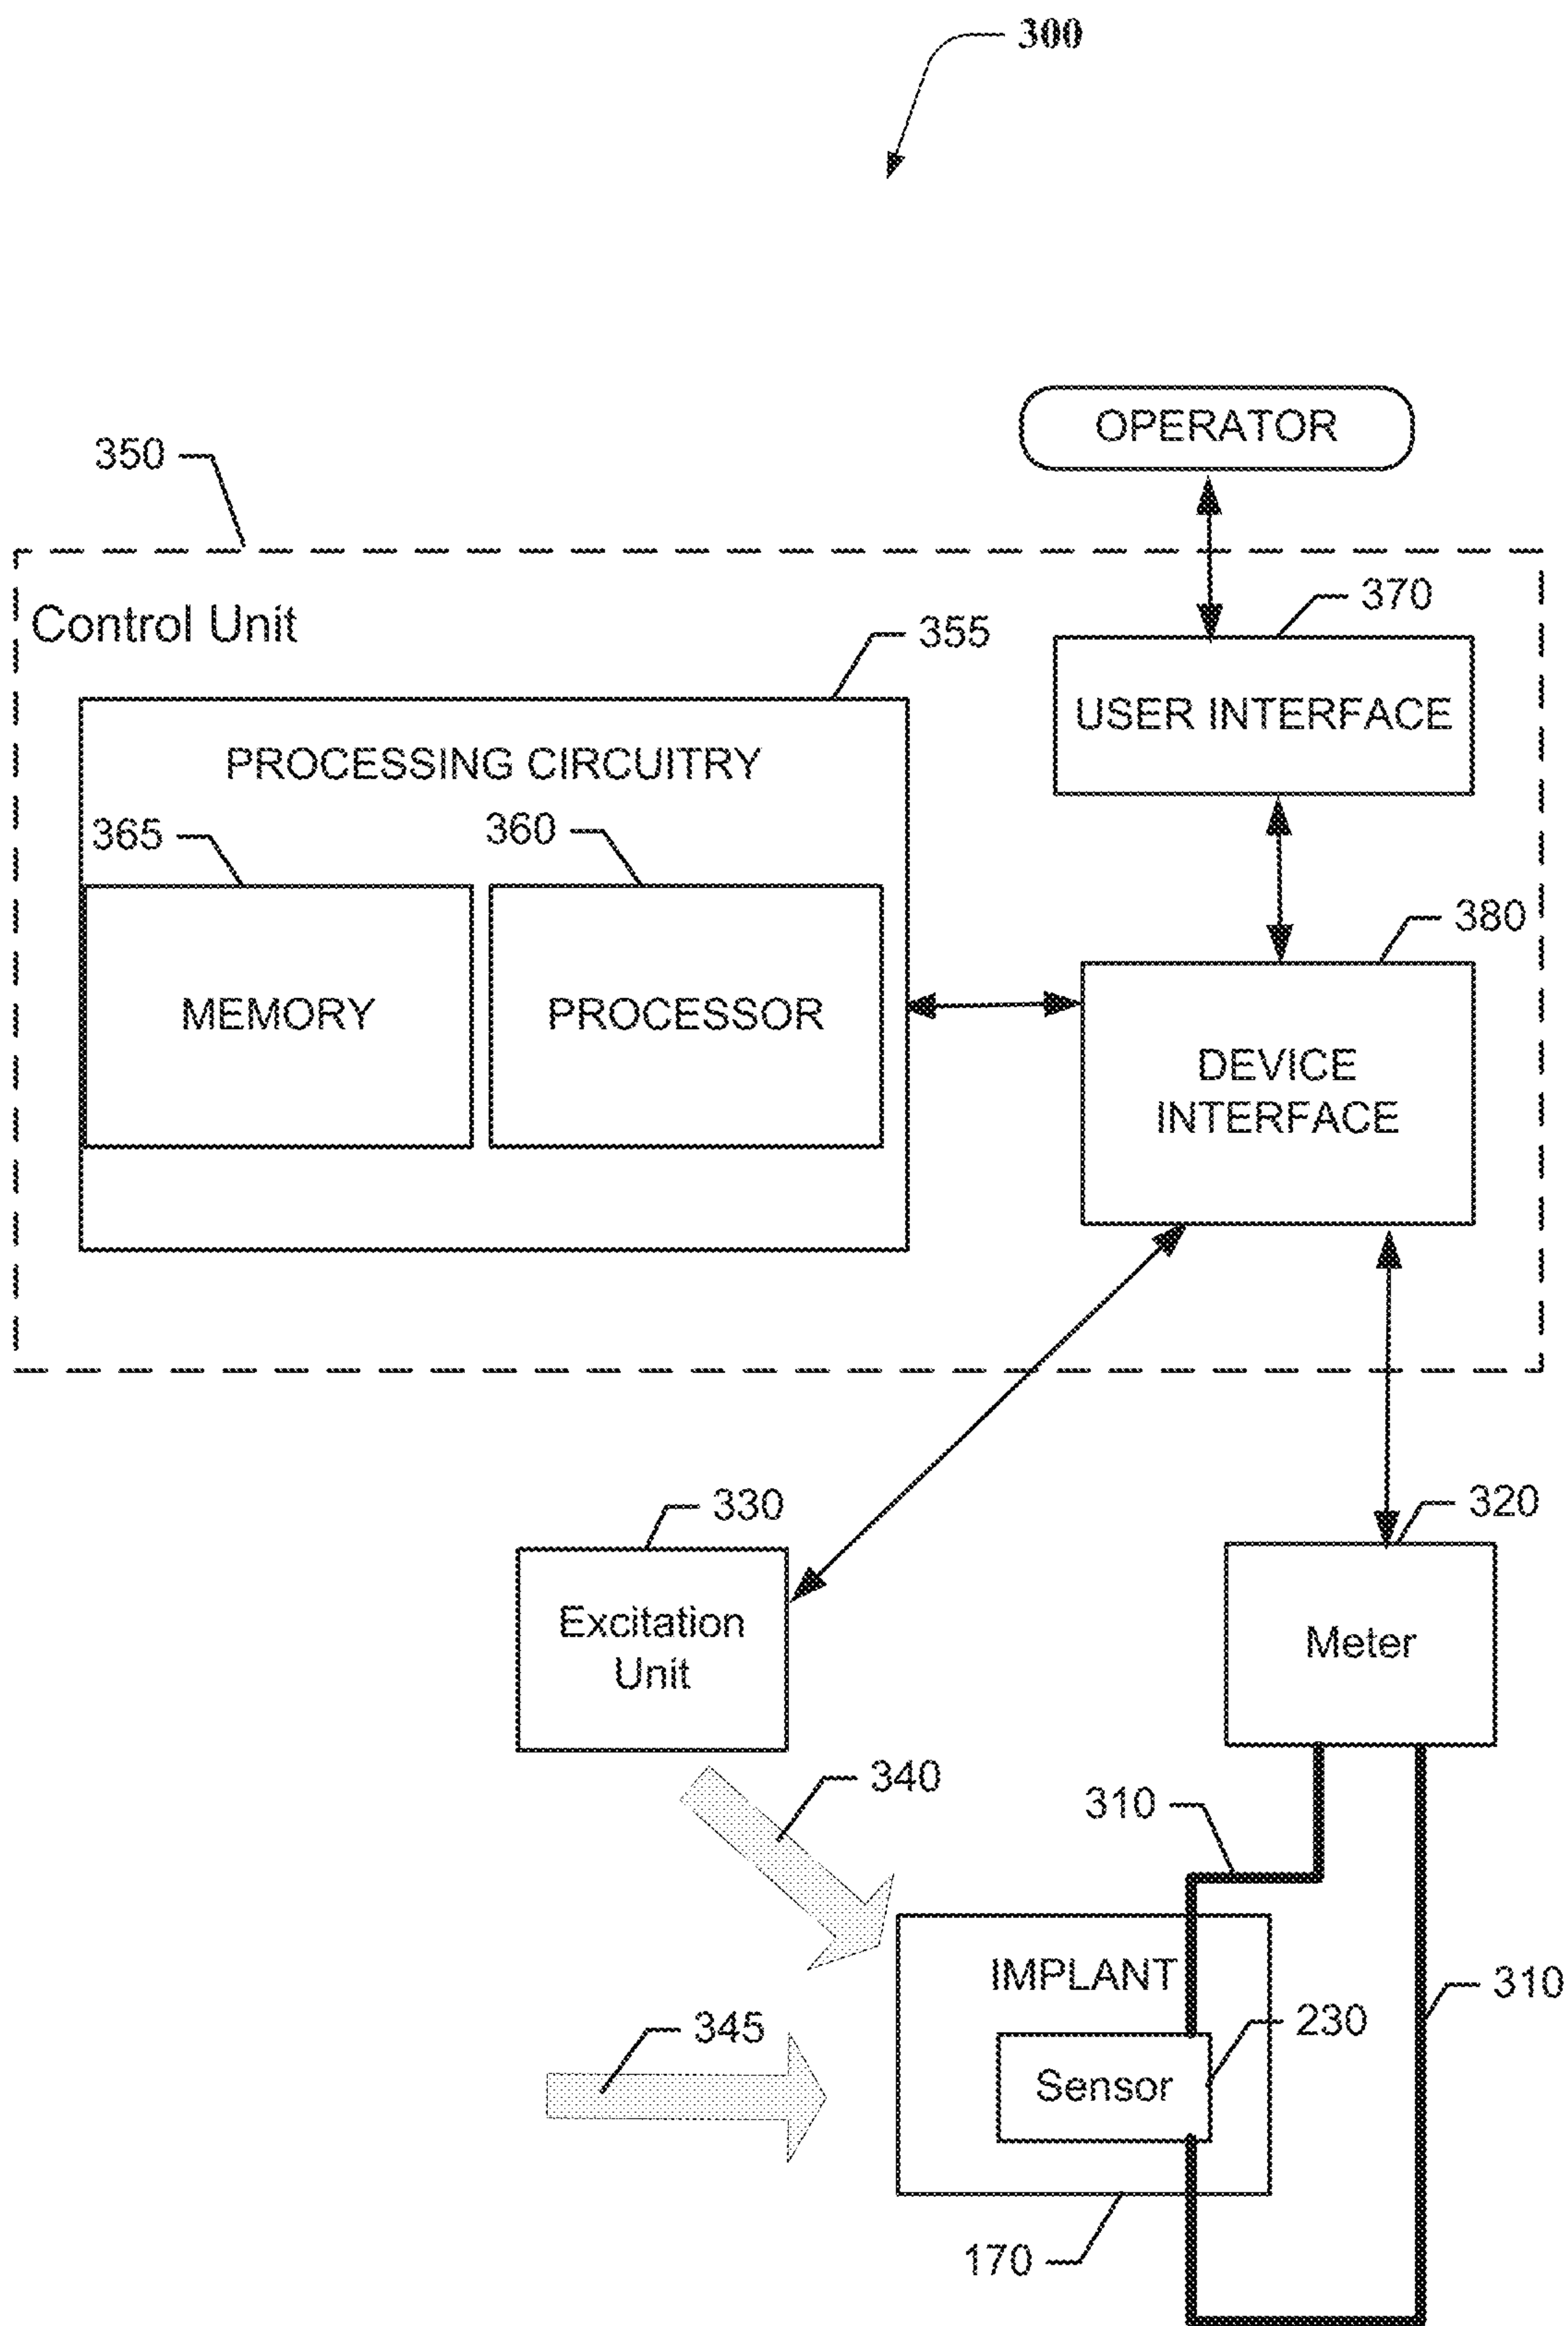 300
OPERATOR
350
370
Control Unit
355
USER INTERFACE
PROCESSING CIRCUITRY
365
360
380
MEMORY
PROCESSOR
DEVICE
INTERFACE
330
320
Excitation
Unit
Meter
340
310
IMPLANT
310
345
230
Sensor
170